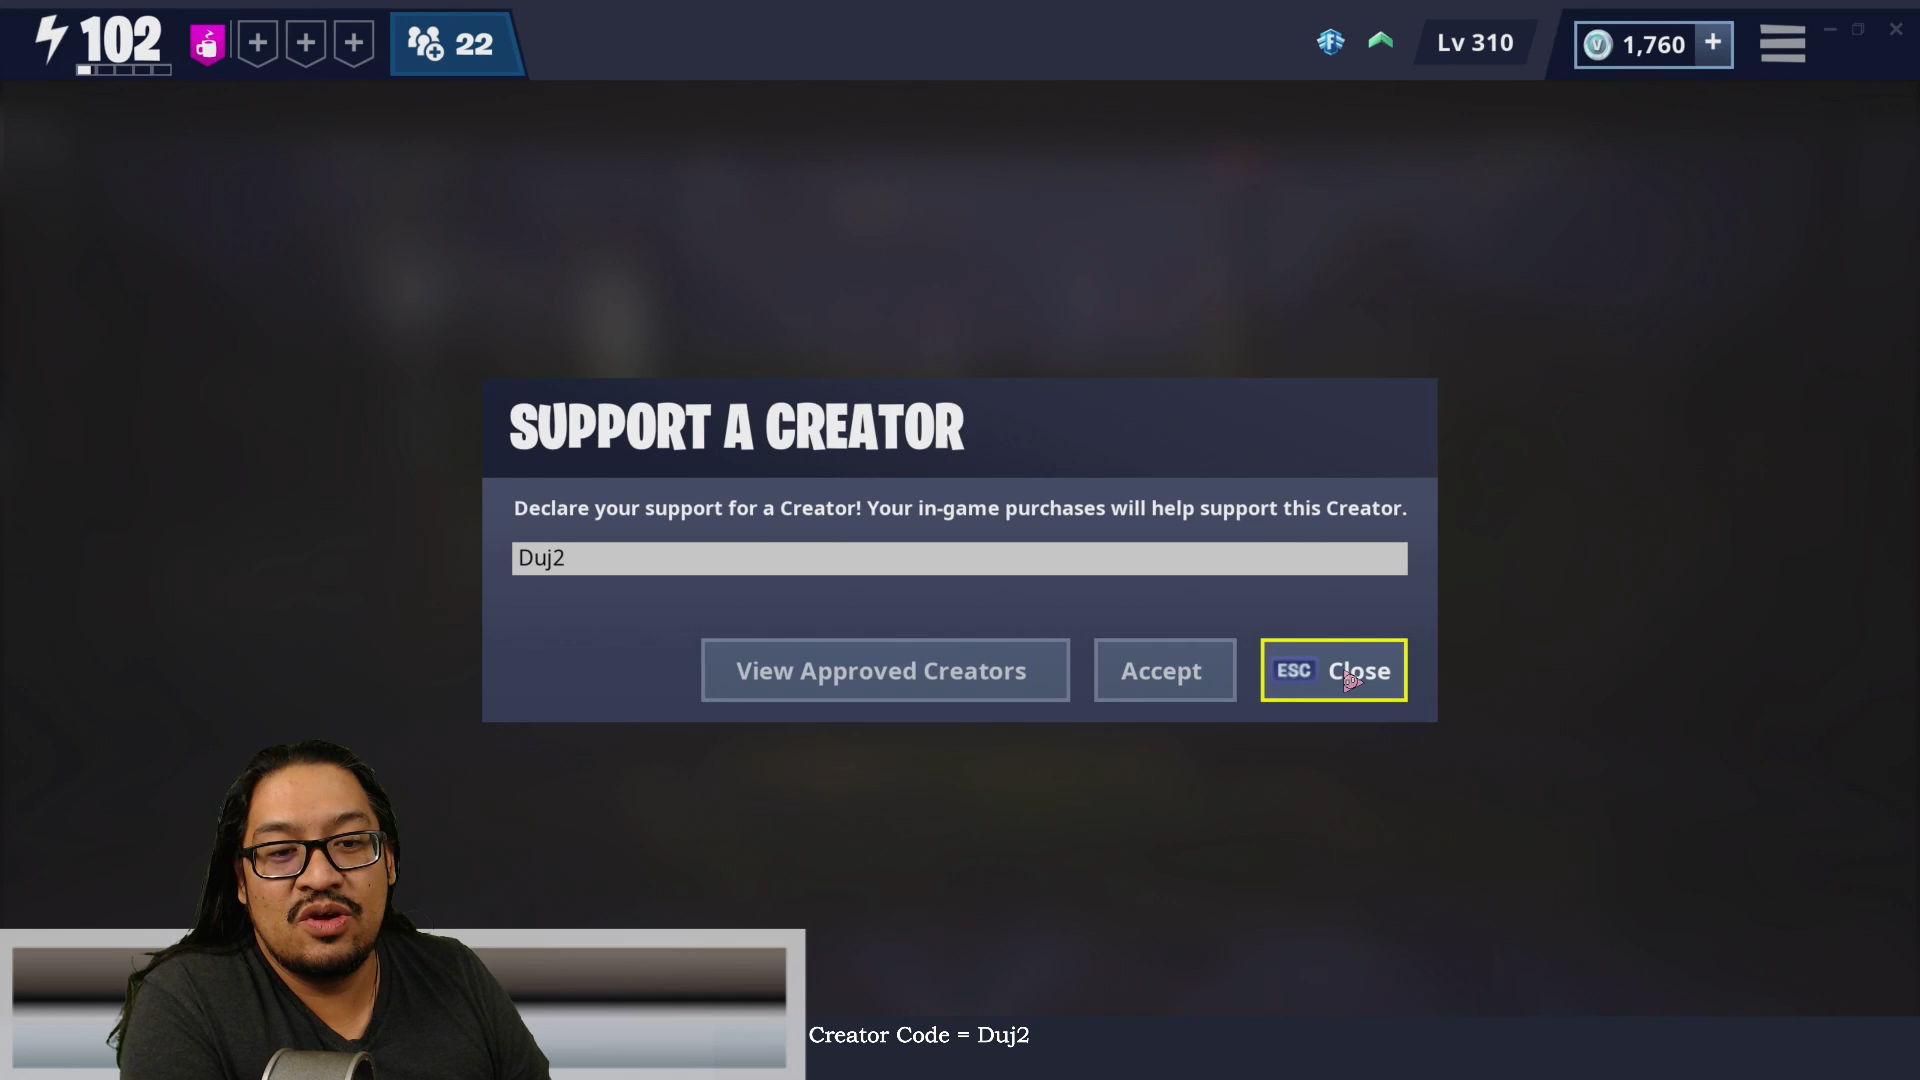 102
22
Lv 310
V 1,760 +
SUPPORT A CREATOR
Declare your support for a Creator! Your in-game purchases will help support this Creator.
Duj2
View Approved Creators
Accept
ESC Close
Creator Code = Duj2